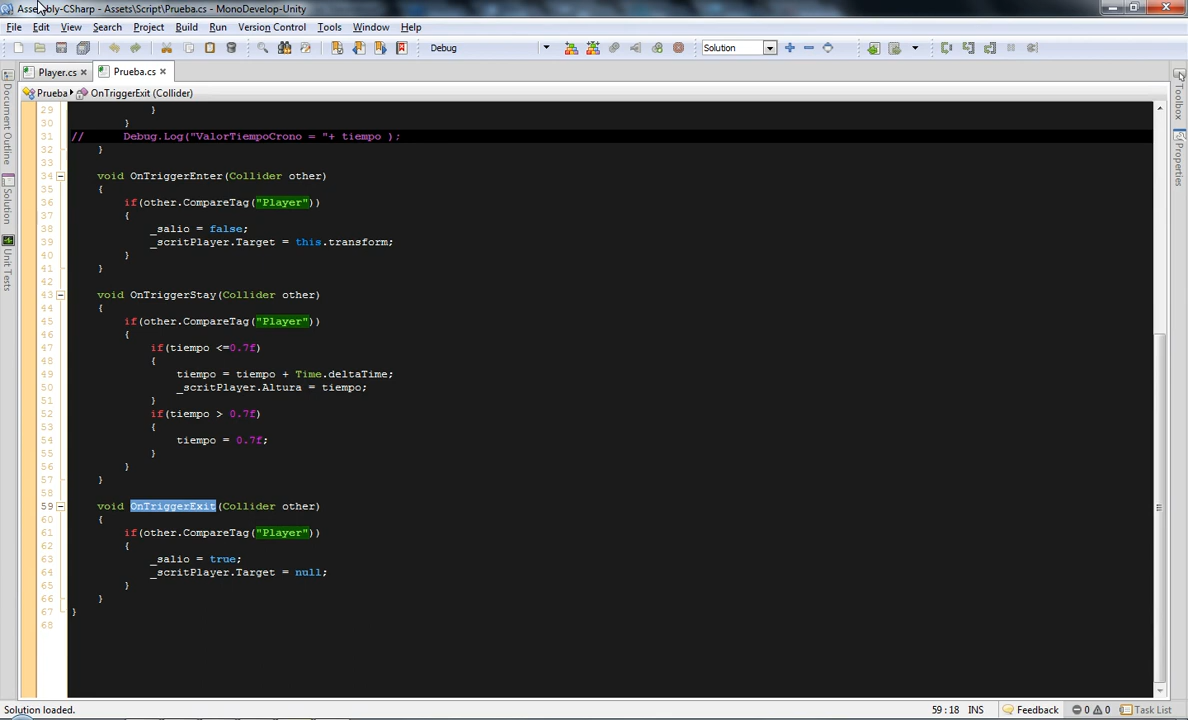 Assembly-CSharp - Assets\Script\Prueba.cs - MonoDevelop-Unity
File Edit View Search Project Build Run Version Control Tools Window Help
Debug Solution
Player.cs Prueba.cs
Prueba OnTriggerExit (Collider)
29 }
30 }
31 // Debug.Log("ValorTiempoCrono = "+ tiempo );
32 }
33
34 void OnTriggerEnter(Collider other)
35 {
36 if(other.CompareTag("Player"))
37 {
38 _salio = false;
39 _scritPlayer.Target = this.transform;
40 }
41 }
42
43 void OnTriggerStay(Collider other)
44 {
45 if(other.CompareTag("Player"))
46 {
47 if(tiempo <=0.7f)
48 {
49 tiempo = tiempo + Time.deltaTime;
50 _scritPlayer.Altura = tiempo;
51 }
52 if(tiempo > 0.7f)
53 {
54 tiempo = 0.7f;
55 }
56 }
57 }
58
59 void OnTriggerExit(Collider other)
60 {
61 if(other.CompareTag("Player"))
62 {
63 _salio = true;
64 _scritPlayer.Target = null;
65 }
66 }
67 }
68
Document Outline
Solution
Unit Tests
Toolbox
Properties
Solution loaded. 59 : 18 INS Feedback 0 0 Task List